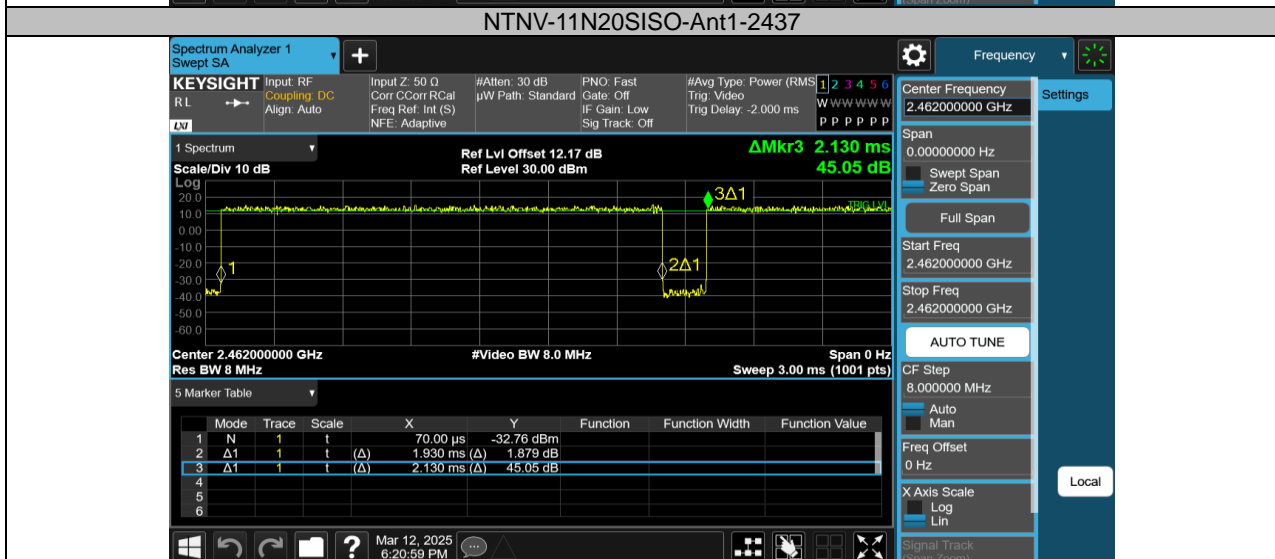 (Span Zoom)
NTNV-11N20SISO-Ant1-2437
Spectrum Analyzer 1
Swept SA
+
Frequency
KEYSIGHT
R L
LXI
Input: RF
Coupling: DC
Align: Auto
Input Z: 50 Ω
Corr CCorr RCal
Freq Ref: Int (S)
NFE: Adaptive
#Atten: 30 dB
µW Path: Standard
PNO: Fast
Gate: Off
IF Gain: Low
Sig Track: Off
#Avg Type: Power (RMS
Trig: Video
Trig Delay: -2.000 ms
1 2 3 4 5 6
W W W W W W
P P P P P P
1 Spectrum
Scale/Div 10 dB
Ref Lvl Offset 12.17 dB
Ref Level 30.00 dBm
ΔMkr3 2.130 ms
45.05 dB
Log
20.0
10.0
0.00
-10.0
-20.0
-30.0
-40.0
-50.0
-60.0
1
2Δ1
3Δ1
TRIG LVL
Center 2.462000000 GHz
Res BW 8 MHz
#Video BW 8.0 MHz
Span 0 Hz
Sweep 3.00 ms (1001 pts)
5 Marker Table
Mode Trace Scale X Y Function Function Width Function Value
1 N 1 t 70.00 µs -32.76 dBm
2 Δ1 1 t (Δ) 1.930 ms (Δ) 1.879 dB
3 Δ1 1 t (Δ) 2.130 ms (Δ) 45.05 dB
4
5
6
Center Frequency
2.462000000 GHz
Settings
Span
0.00000000 Hz
Swept Span
Zero Span
Full Span
Start Freq
2.462000000 GHz
Stop Freq
2.462000000 GHz
AUTO TUNE
CF Step
8.000000 MHz
Auto
Man
Freq Offset
0 Hz
X Axis Scale
Log
Lin
Local
Signal Track
(Span Zoom)
?
Mar 12, 2025
6:20:59 PM